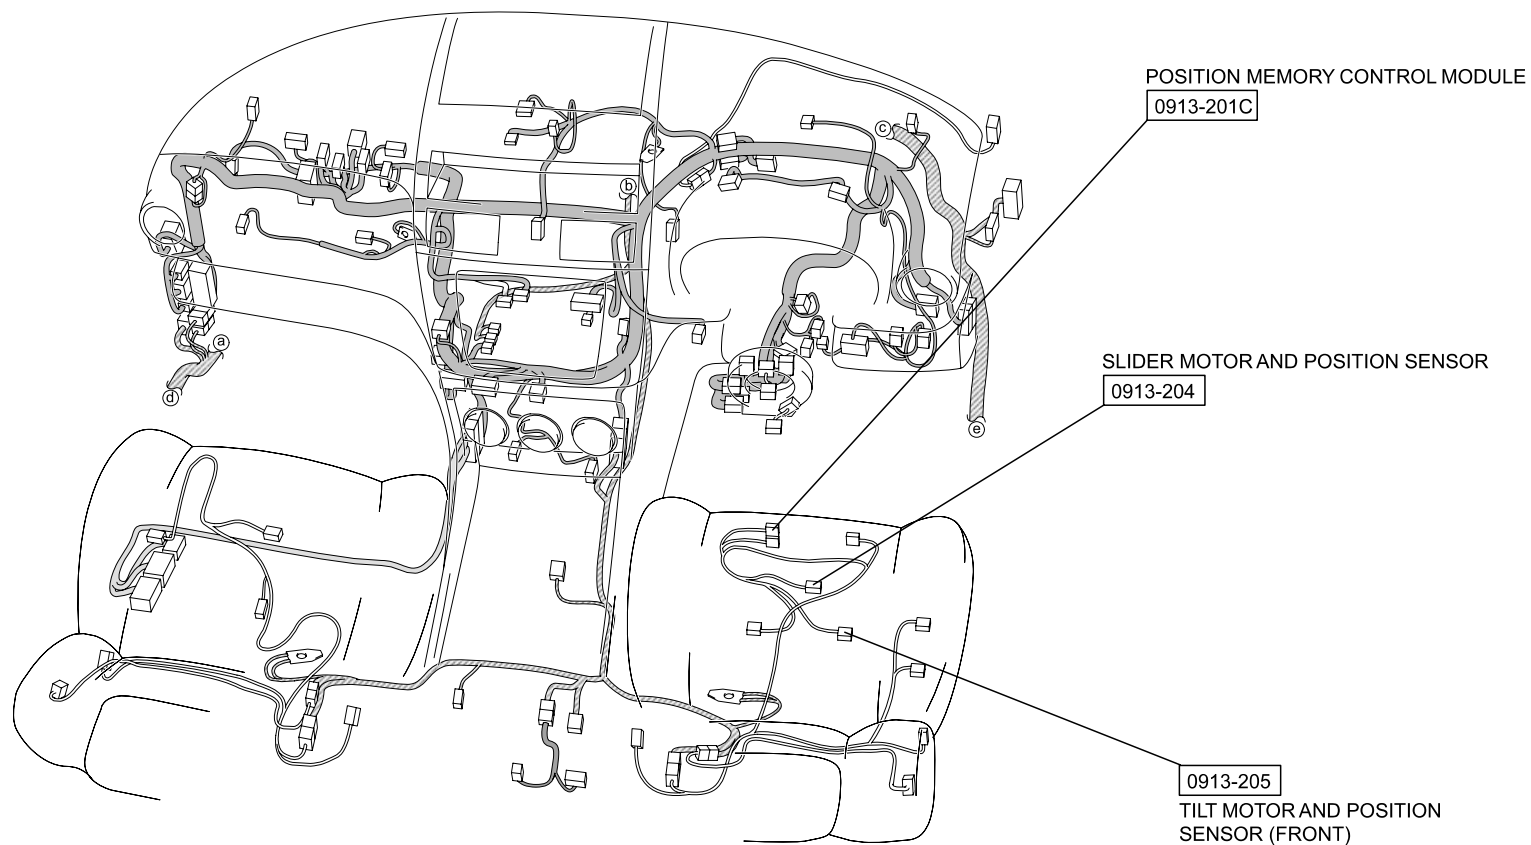 POSITION MEMORY CONTROL MODULE
0913-201C
c
b
SLIDER MOTOR AND POSITION SENSOR
0913-204
a
d
e
0913-205
TILT MOTOR AND POSITION
SENSOR (FRONT)